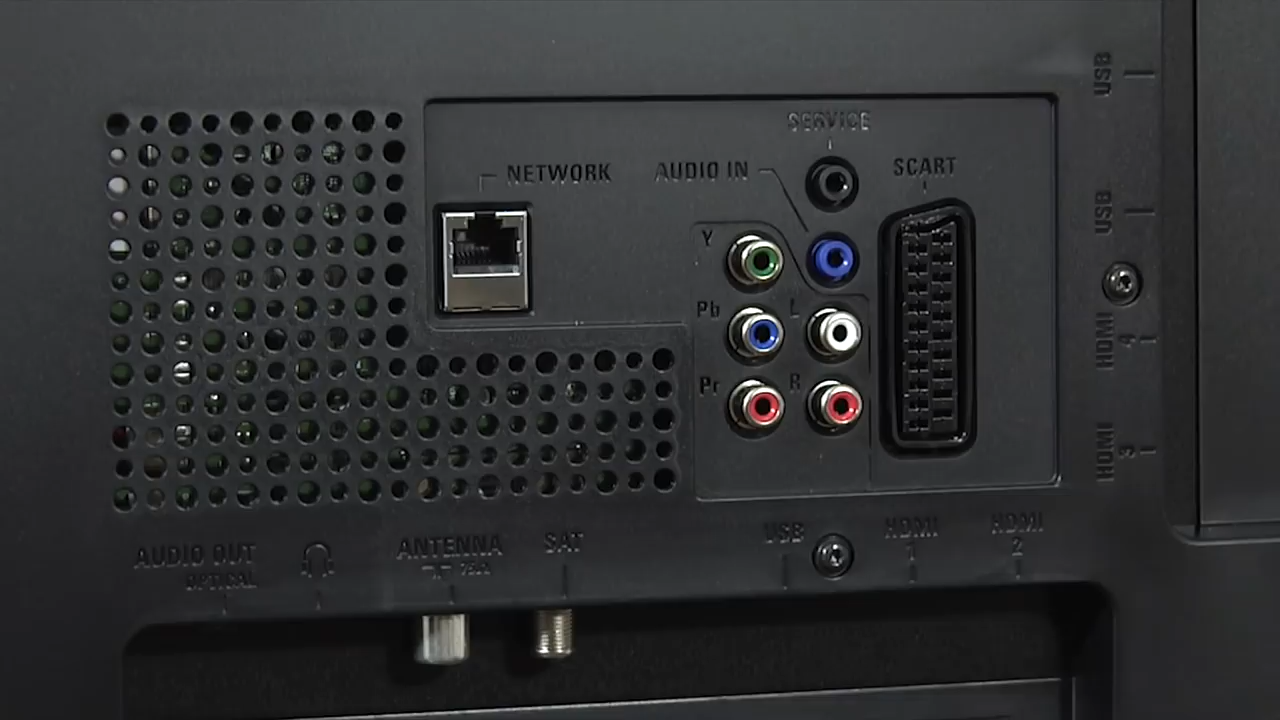 SERVICE
NETWORK
AUDIO IN
SCART
Y
Pb
L
Pr
R
USB
USB
HDMI 4
HDMI 3
AUDIO OUT
OPTICAL
ANTENNA
75Ω
SAT
USB
HDMI
1
HDMI
2